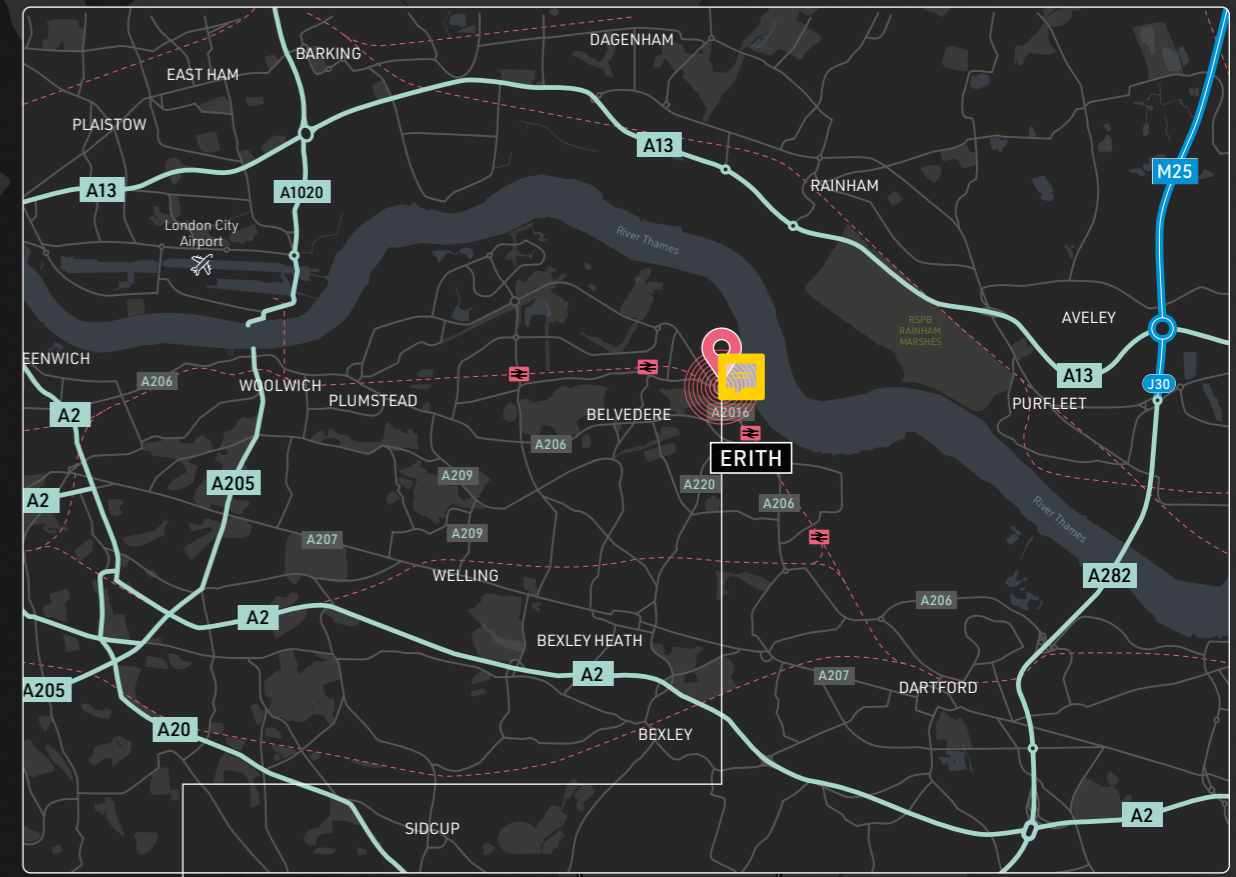 DAGENHAM
BARKING
EAST HAM
PLAISTOW
A13
A13
M25
A1020
RAINHAM
London City
Airport
River Thames
RSPB
RAINHAM
MARSHES
AVELEY
EENWICH
A206
WOOLWICH
PLUMSTEAD
A13
J30
PURFLEET
A2
BELVEDERE
A2016
A206
ERITH
A209
A220
A205
A2
A206
River Thames
A209
A207
WELLING
A282
A206
A2
BEXLEY HEATH
A2
A207
DARTFORD
A205
A20
BEXLEY
A2
SIDCUP